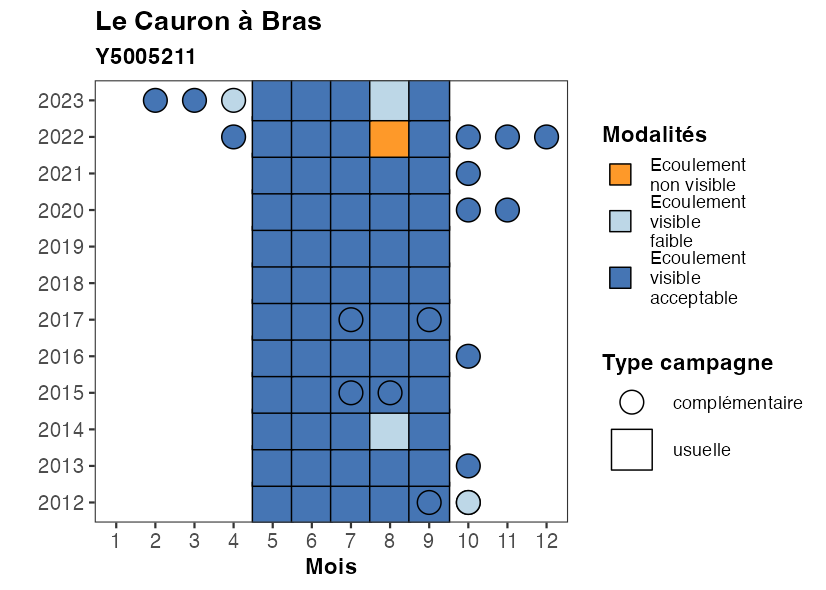 Le Cauron à Bras
Y5005211
2023
2022
2021
2020
2019
2018
2017
2016
2015
2014
2013
2012
1 2 3 4 5 6 7 8 9 10 11 12
Mois
Modalités
Ecoulement
non visible
Ecoulement
visible
faible
Ecoulement
visible
acceptable
Type campagne
complémentaire
usuelle